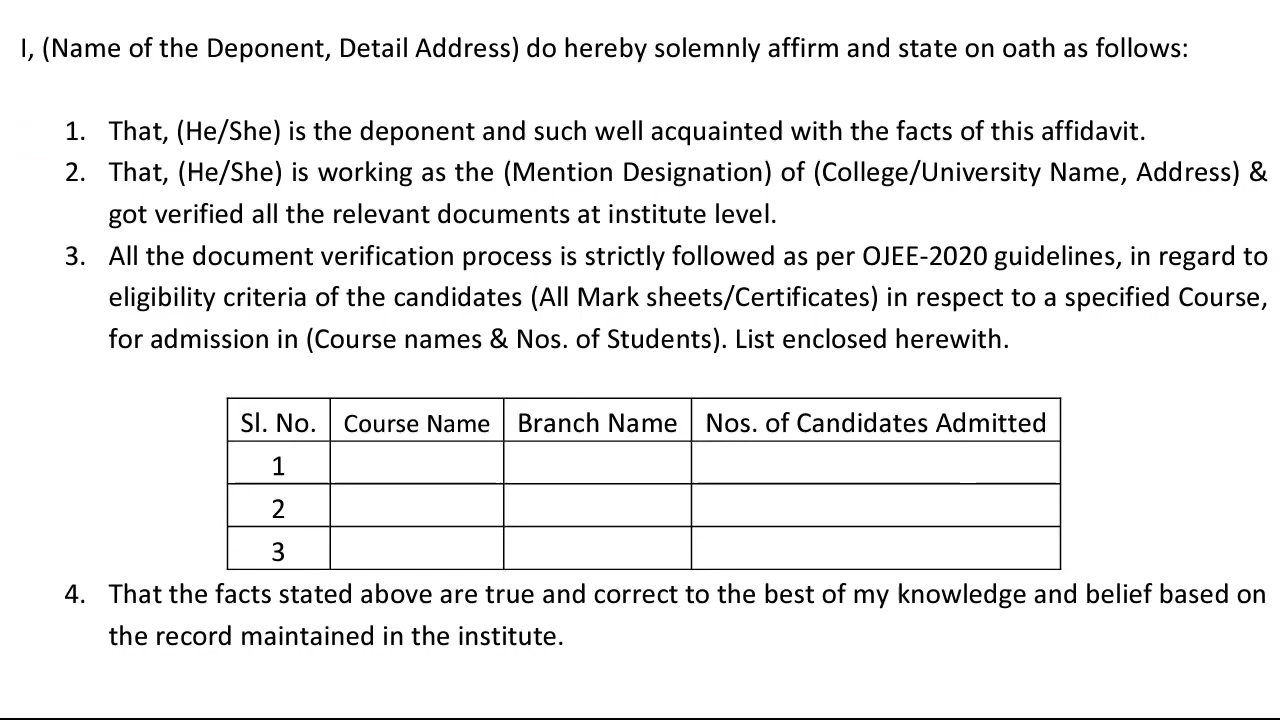 I, (Name of the Deponent, Detail Address) do hereby solemnly affirm and state on oath as follows:
1. That, (He/She) is the deponent and such well acquainted with the facts of this affidavit.
2. That, (He/She) is working as the (Mention Designation) of (College/University Name, Address) &
got verified all the relevant documents at institute level.
3. All the document verification process is strictly followed as per OJEE-2020 guidelines, in regard to
eligibility criteria of the candidates (All Mark sheets/Certificates) in respect to a specified Course,
for admission in (Course names & Nos. of Students). List enclosed herewith.
Sl. No. Course Name Branch Name Nos. of Candidates Admitted
1
2
3
4. That the facts stated above are true and correct to the best of my knowledge and belief based on
the record maintained in the institute.